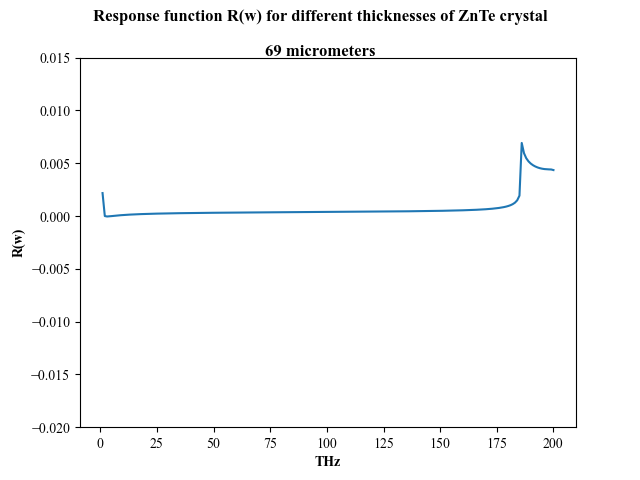 Response function R(w) for different thicknesses of ZnTe crystal
69 micrometers
0.015
0.010
0.005
0.000
−0.005
−0.010
−0.015
−0.020
R(w)
0 25 50 75 100 125 150 175 200
THz